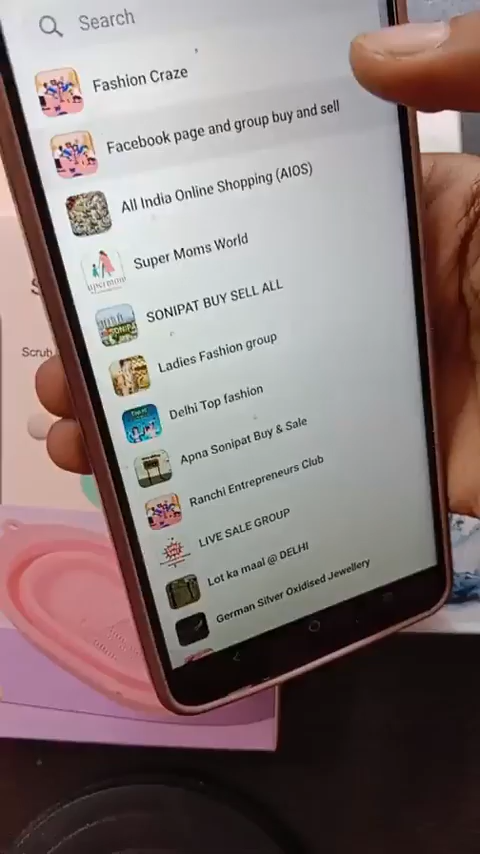 Search
Fashion Craze
Facebook page and group buy and sell
All India Online Shopping (AIOS)
Super Moms World
SONIPAT BUY SELL ALL
Ladies Fashion group
Delhi Top fashion
Apna Sonipat Buy & Sale
Ranchi Entrepreneurs Club
LIVE SALE GROUP
Lot ka maal @ DELHI
German Silver Oxidised Jewellery
Scrub